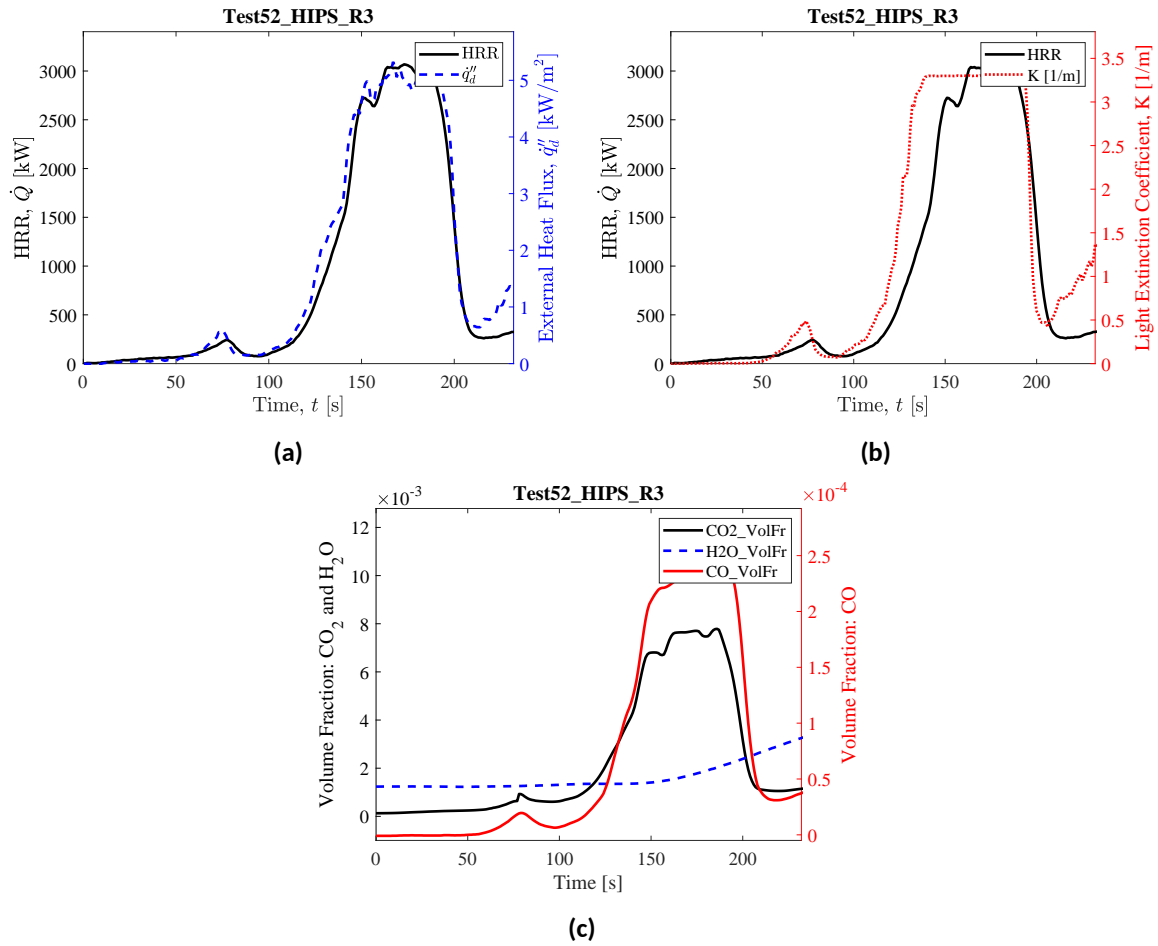 Test52_HIPS_R3
HRR
q̇″_d
HRR, Q̇ [kW]
3000
2500
2000
1500
1000
500
0
External Heat Flux, q̇″_d [kW/m²]
5
4
3
2
1
0
0 50 100 150 200
Time, t [s]
(a)
Test52_HIPS_R3
HRR
K [1/m]
HRR, Q̇ [kW]
3000
2500
2000
1500
1000
500
0
Light Extinction Coefficient, K [1/m]
3.5
3
2.5
2
1.5
1
0.5
0
0 50 100 150 200
Time, t [s]
(b)
Test52_HIPS_R3
×10⁻³
×10⁻⁴
CO2_VolFr
H2O_VolFr
CO_VolFr
Volume Fraction: CO₂ and H₂O
12
10
8
6
4
2
0
Volume Fraction: CO
2.5
2
1.5
1
0.5
0
0 50 100 150 200
Time [s]
(c)